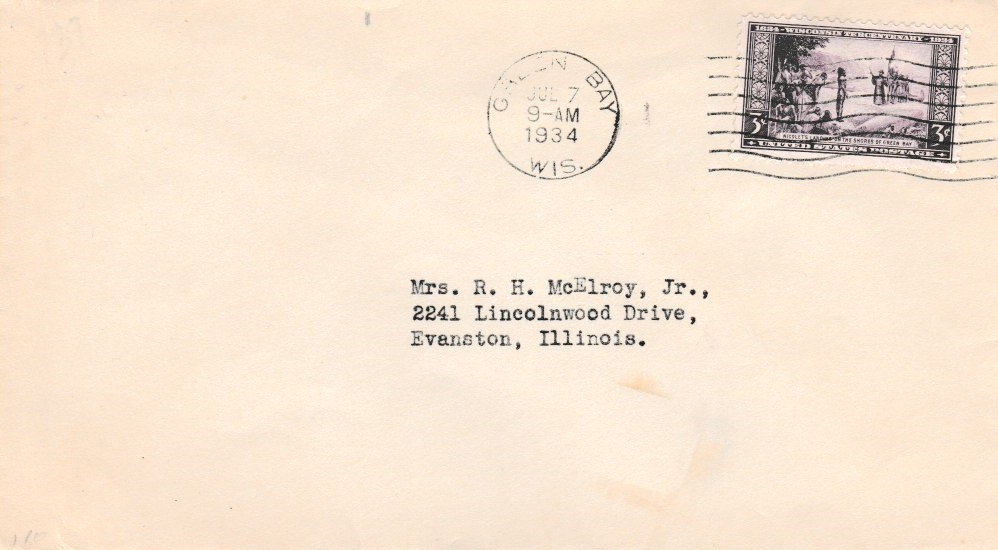 GREEN BAY
JUL 7
9-AM
1934
WIS.
1634 - WISCONSIN TERCENTENARY - 1934
3¢ 3¢
NICOLET'S LANDING ON THE SHORES OF GREEN BAY
UNITED STATES POSTAGE
Mrs. R. H. McElroy, Jr.,
2241 Lincolnwood Drive,
Evanston, Illinois.